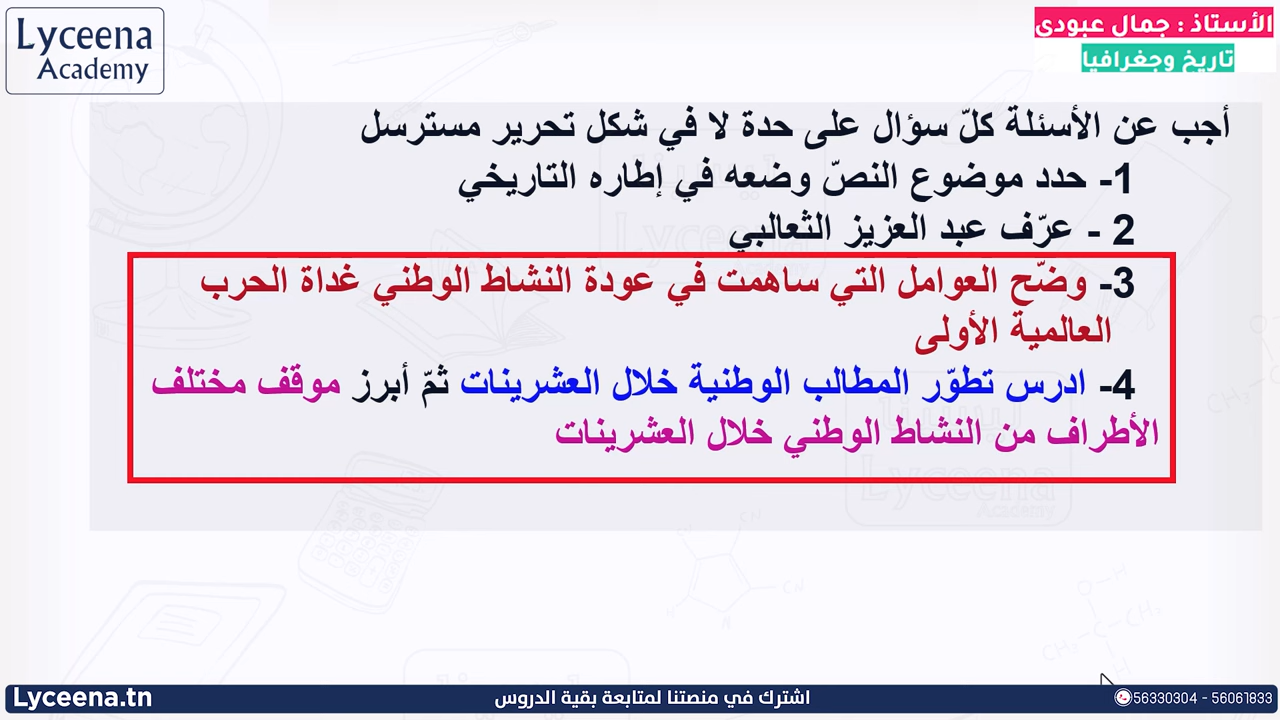 Lyceena
Academy
الأستاذ : جمال عبودي
تاريخ وجغرافيا
أجب عن الأسئلة كلّ سؤال على حدة لا في شكل تحرير مسترسل
1- حدد موضوع النصّ وضعه في إطاره التاريخي
2 - عرّف عبد العزيز الثعالبي
3- وضّح العوامل التي ساهمت في عودة النشاط الوطني غداة الحرب
العالمية الأولى
4- ادرس تطوّر المطالب الوطنية خلال العشرينات ثمّ أبرز موقف مختلف
الأطراف من النشاط الوطني خلال العشرينات
Lyceena.tn
اشترك في منصتنا لمتابعة بقية الدروس
56330304 - 56061833